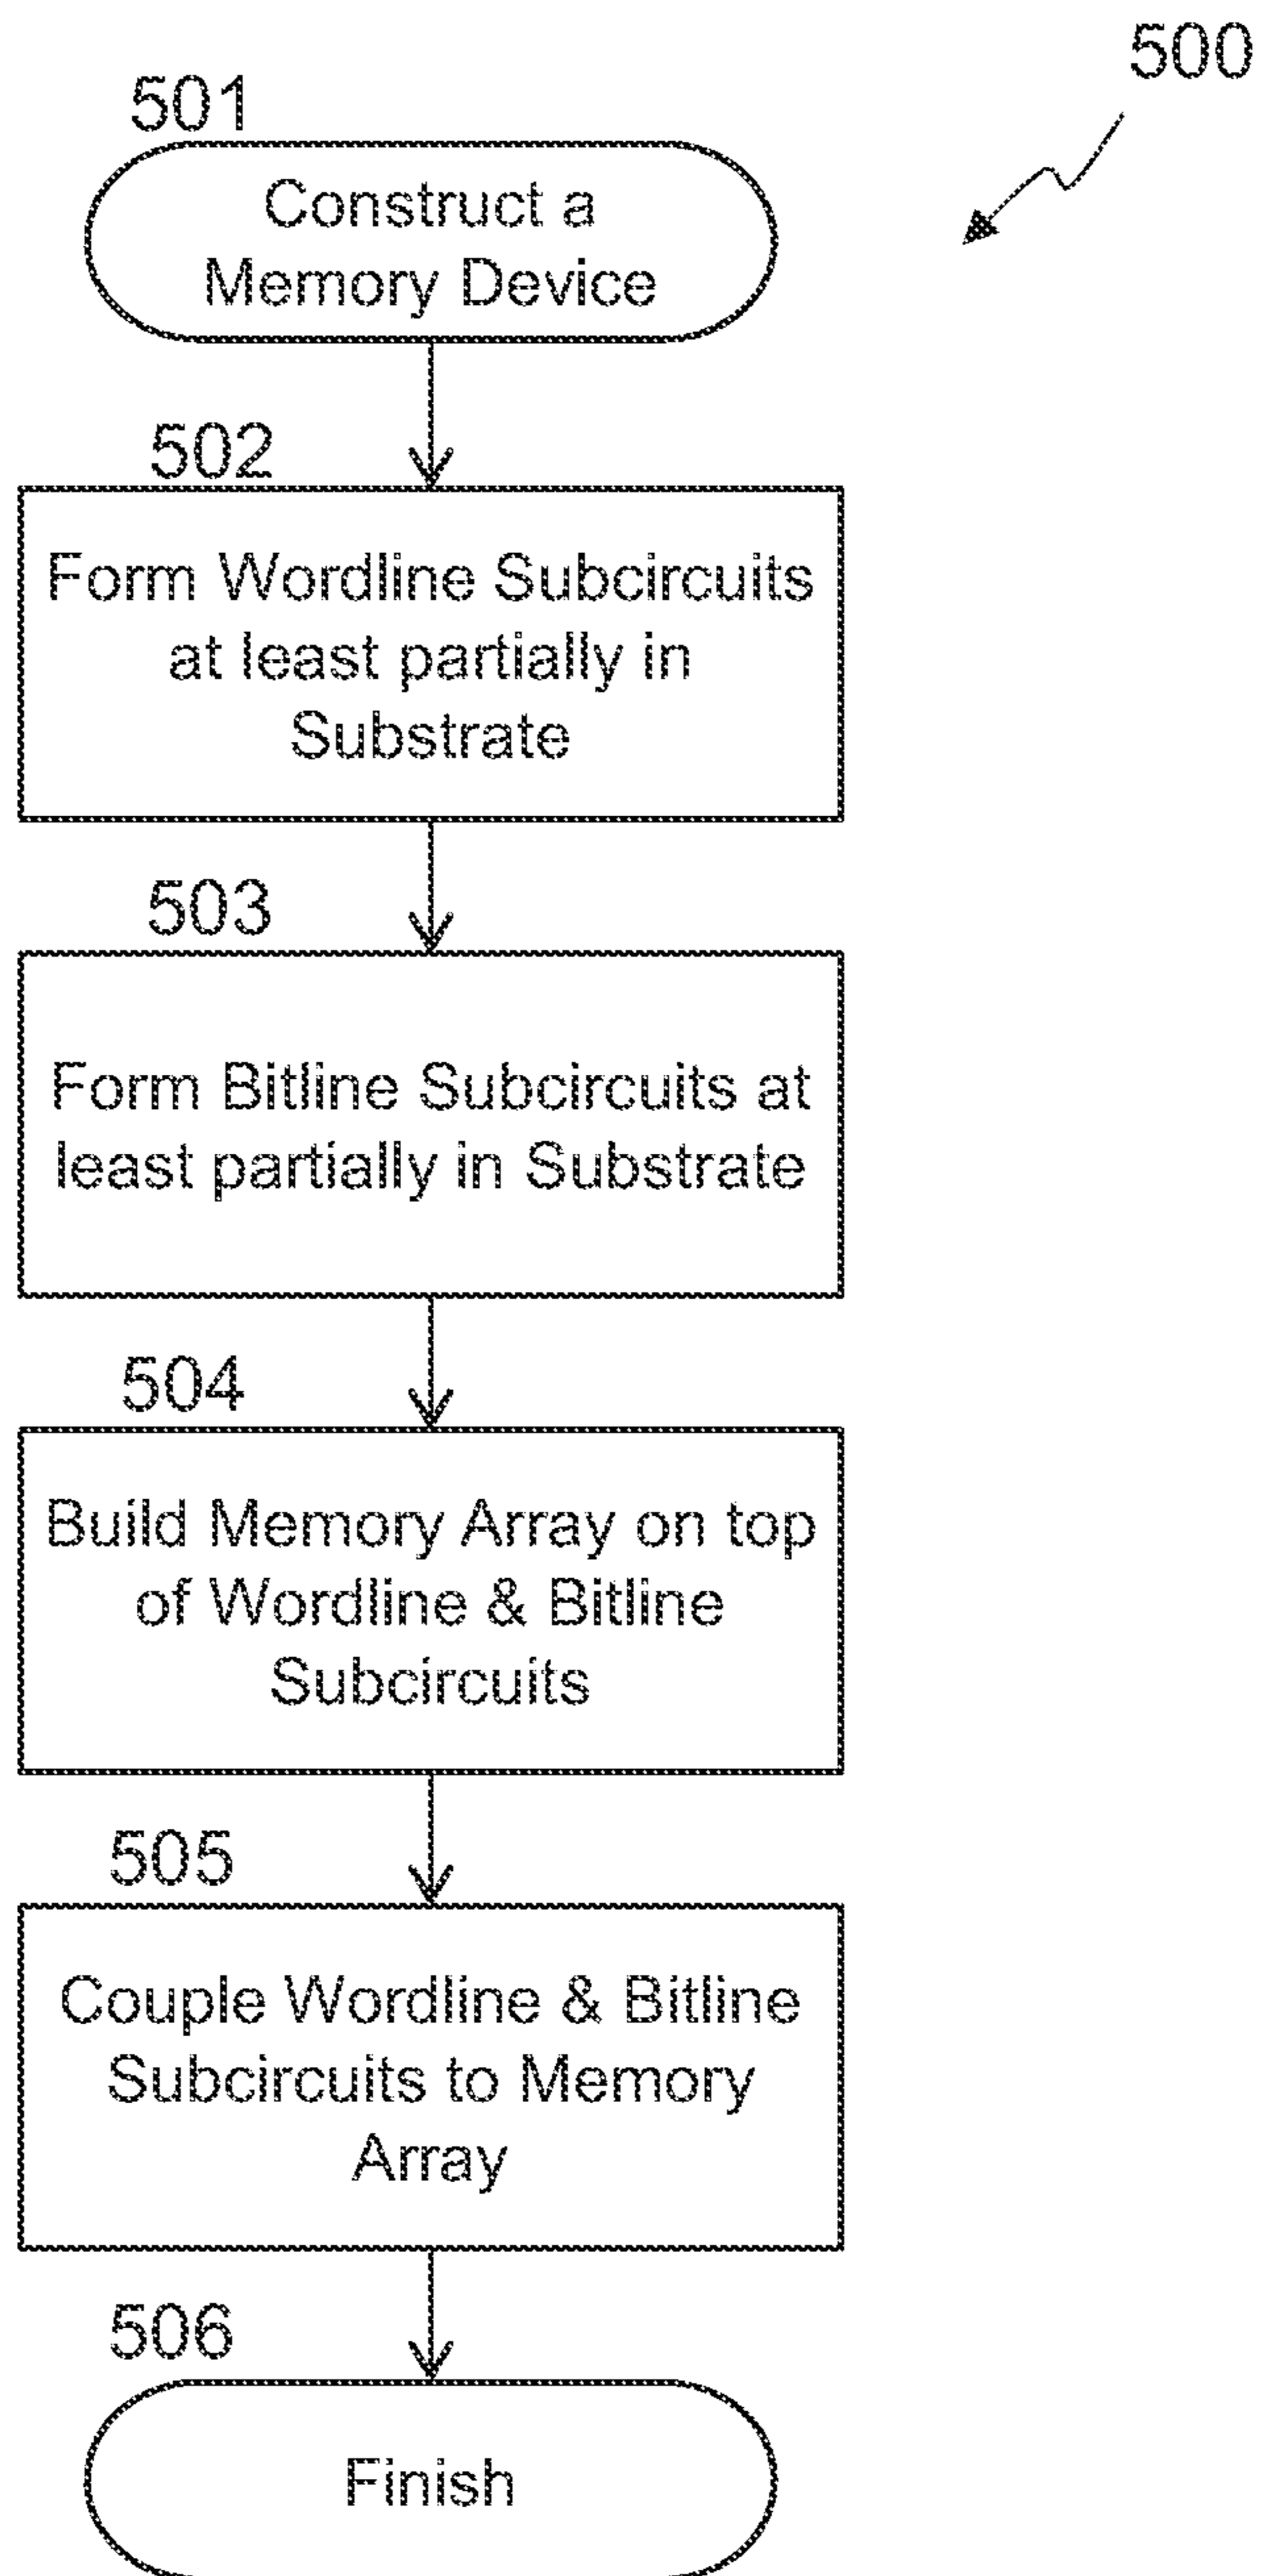 500
501
Construct a
Memory Device
502
Form Wordline Subcircuits
at least partially in
Substrate
503
Form Bitline Subcircuits at
least partially in Substrate
504
Build Memory Array on top
of Wordline & Bitline
Subcircuits
505
Couple Wordline & Bitline
Subcircuits to Memory
Array
506
Finish